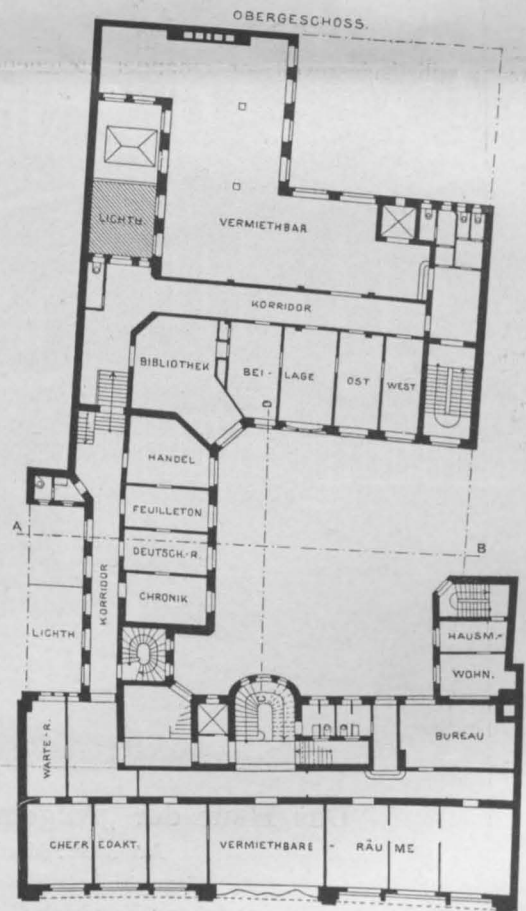 OBERGESCHOSS.
LICHTH.
VERMIETHBAR
KORRIDOR
BIBLIOTHEK
BEI - LAGE
OST
WEST
HANDEL
FEUILLETON
DEUTSCH.-R.
CHRONIK
A
B
KORRIDOR
LICHTH
HAUSM.-
WOHN.
WARTE-R.
BUREAU
CHEFREDAKT.
VERMIETHBARE - RÄUME